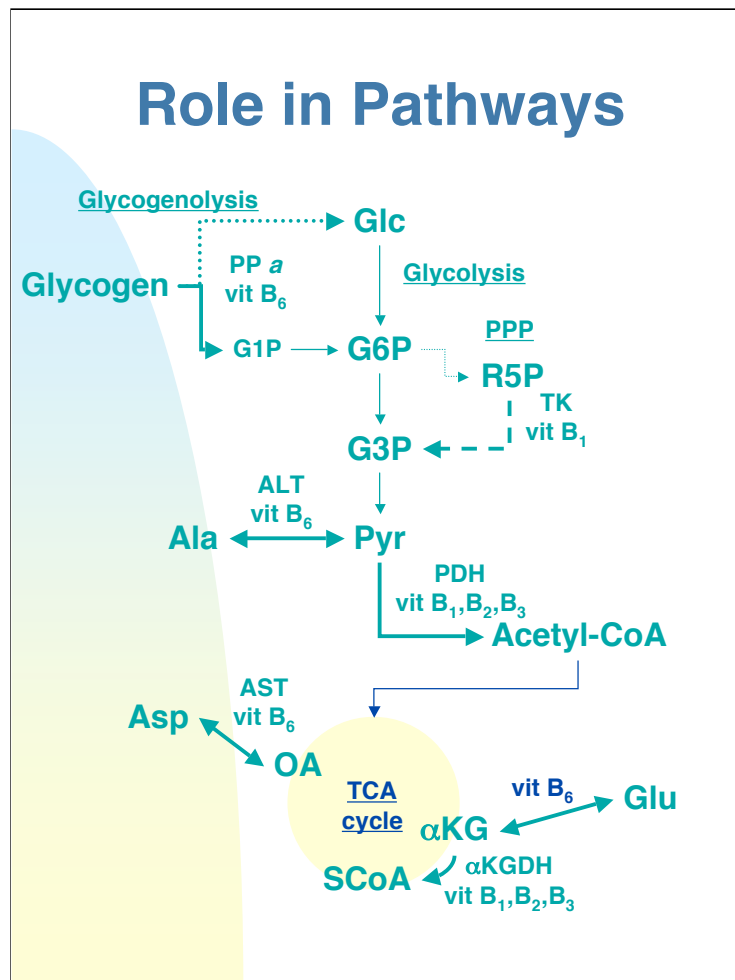 Role in Pathways
Glycogenolysis
Glc
Glycogen
PP a
vit B₆
Glycolysis
G1P
G6P
PPP
R5P
TK
vit B₁
G3P
ALT
vit B₆
Ala
Pyr
PDH
vit B₁,B₂,B₃
Acetyl-CoA
AST
vit B₆
Asp
OA
TCA
cycle
vit B₆
Glu
αKG
SCoA
αKGDH
vit B₁,B₂,B₃